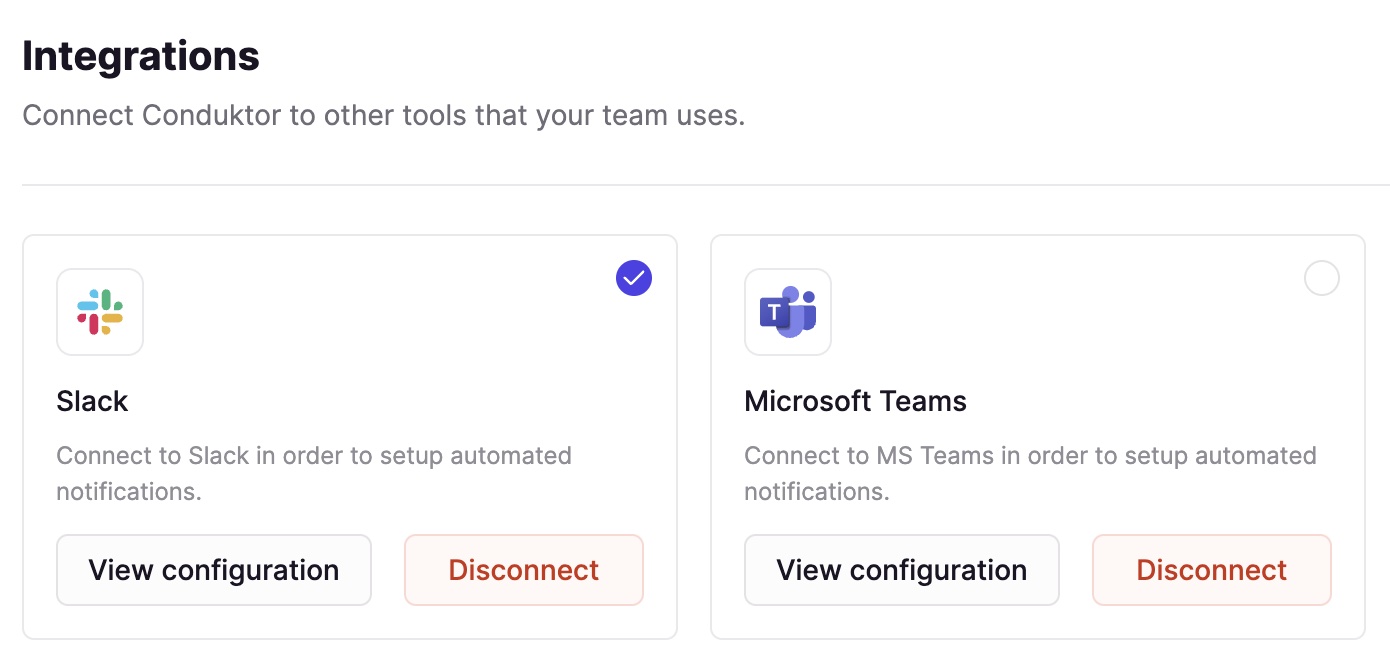 Integrations
Connect Conduktor to other tools that your team uses.
Slack
Connect to Slack in order to setup automated
notifications.
View configuration
Disconnect
T
Microsoft Teams
Connect to MS Teams in order to setup automated
notifications.
View configuration
Disconnect